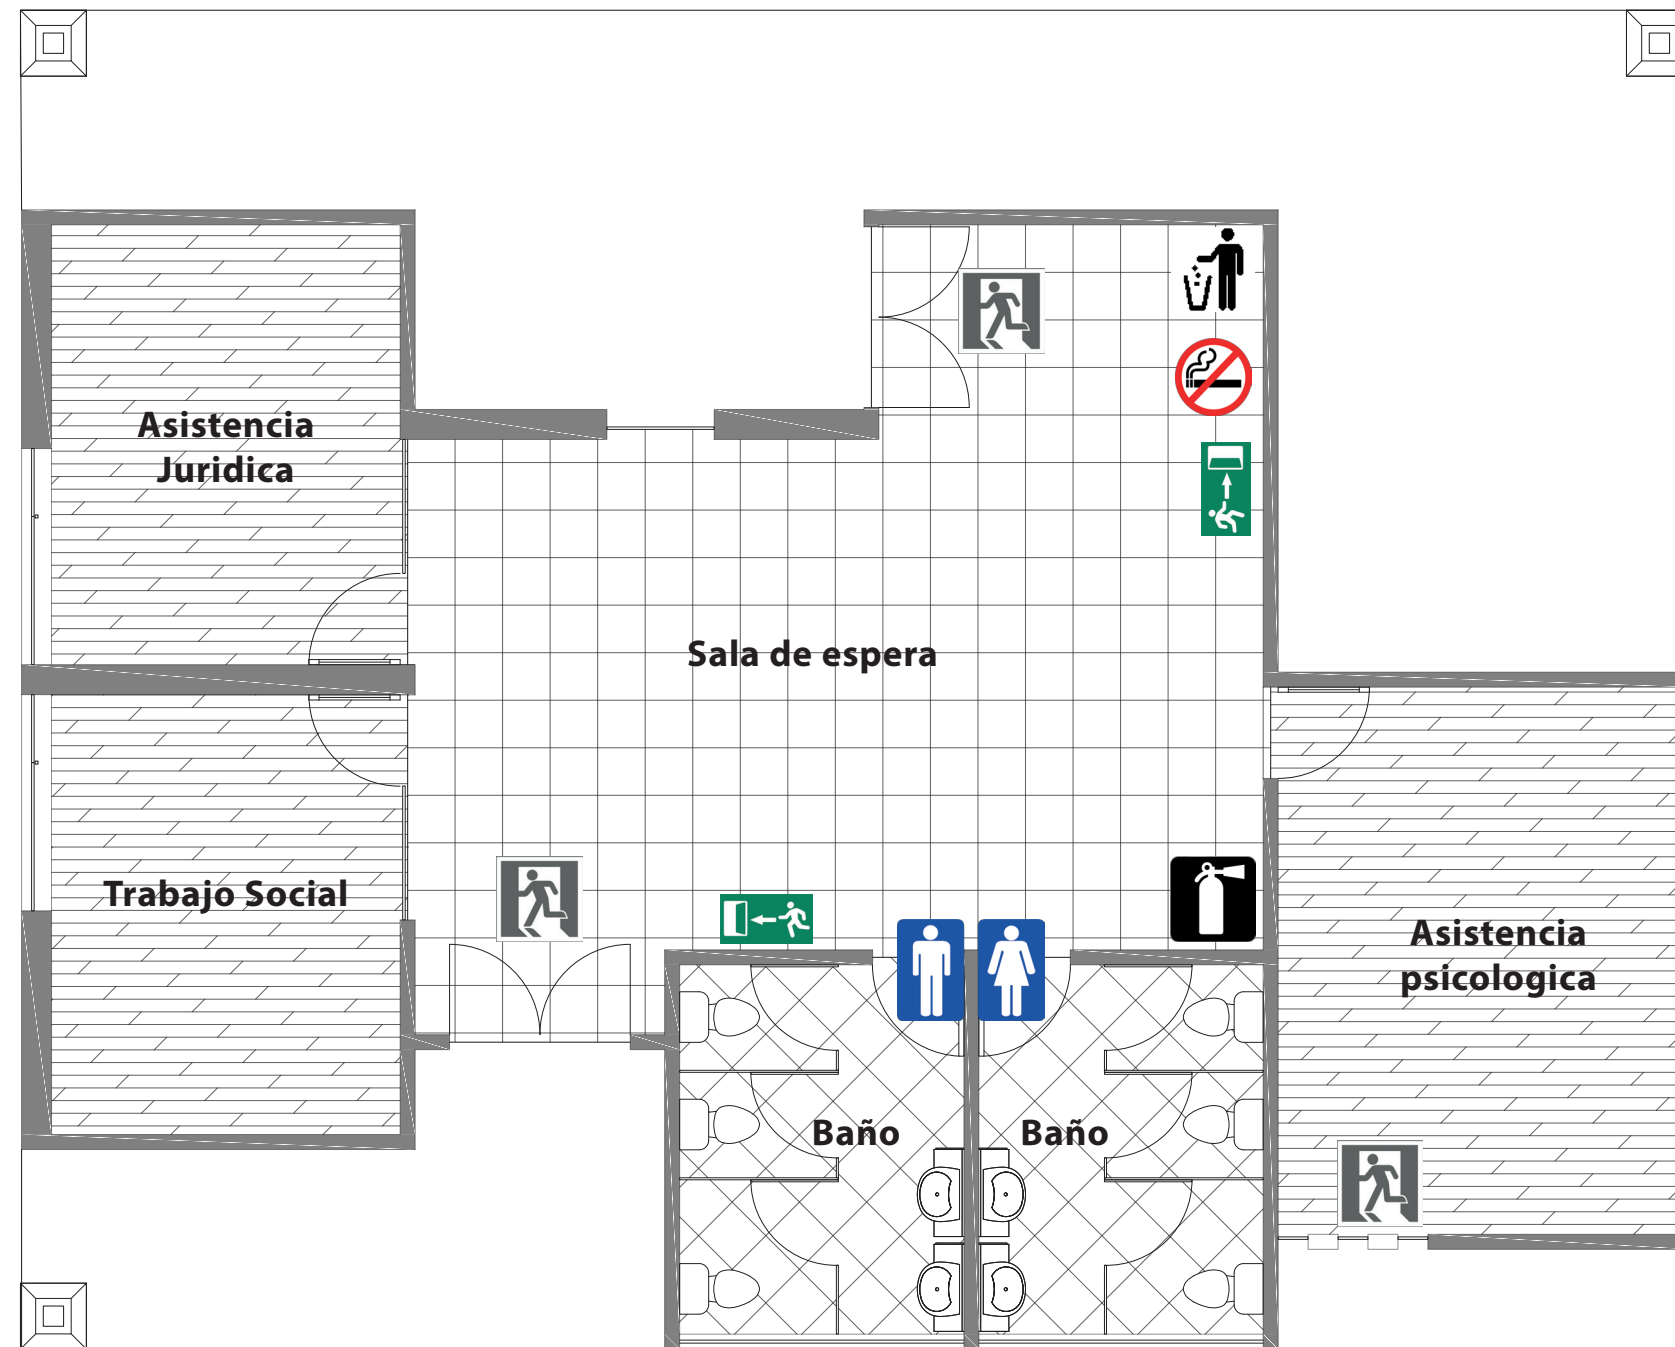 Asistencia
Juridica
Sala de espera
Trabajo Social
Asistencia
psicologica
Baño
Baño